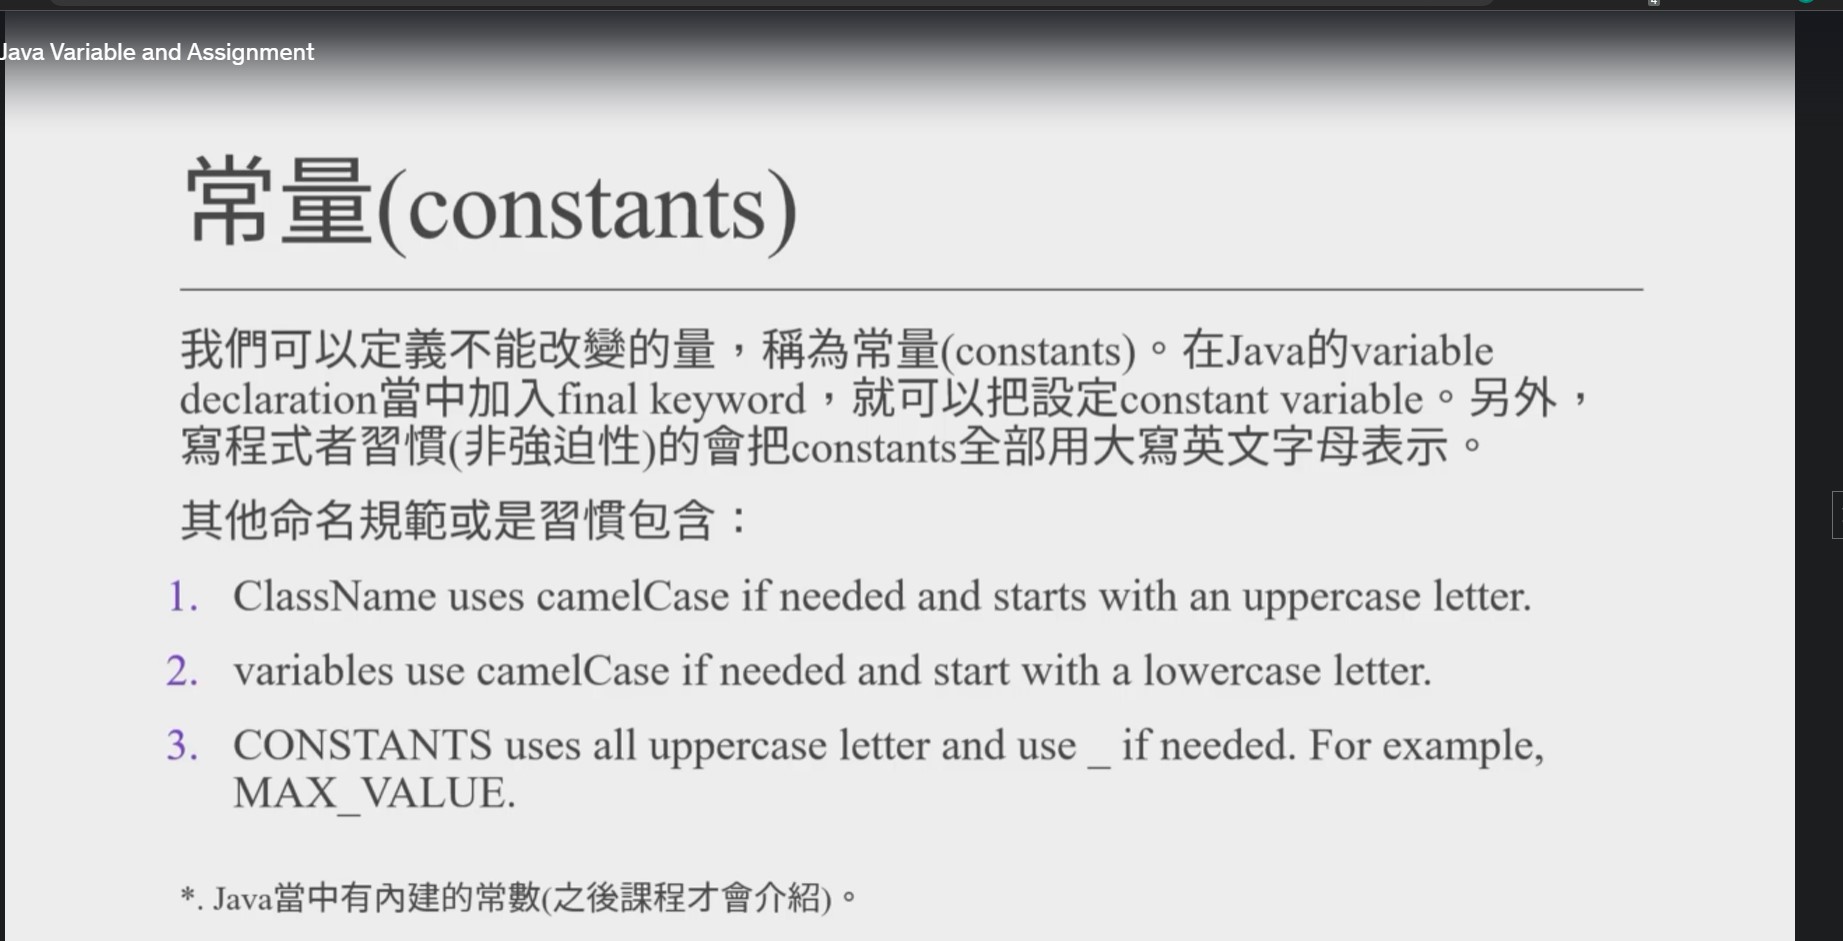 Java Variable and Assignment
常量(constants)
我們可以定義不能改變的量，稱為常量(constants)。在Java的variable
declaration當中加入final keyword，就可以把設定constant variable。另外，
寫程式者習慣(非強迫性)的會把constants全部用大寫英文字母表示。
其他命名規範或是習慣包含：
1. ClassName uses camelCase if needed and starts with an uppercase letter.
2. variables use camelCase if needed and start with a lowercase letter.
3. CONSTANTS uses all uppercase letter and use _ if needed. For example,
MAX_VALUE.
*. Java當中有內建的常數(之後課程才會介紹)。